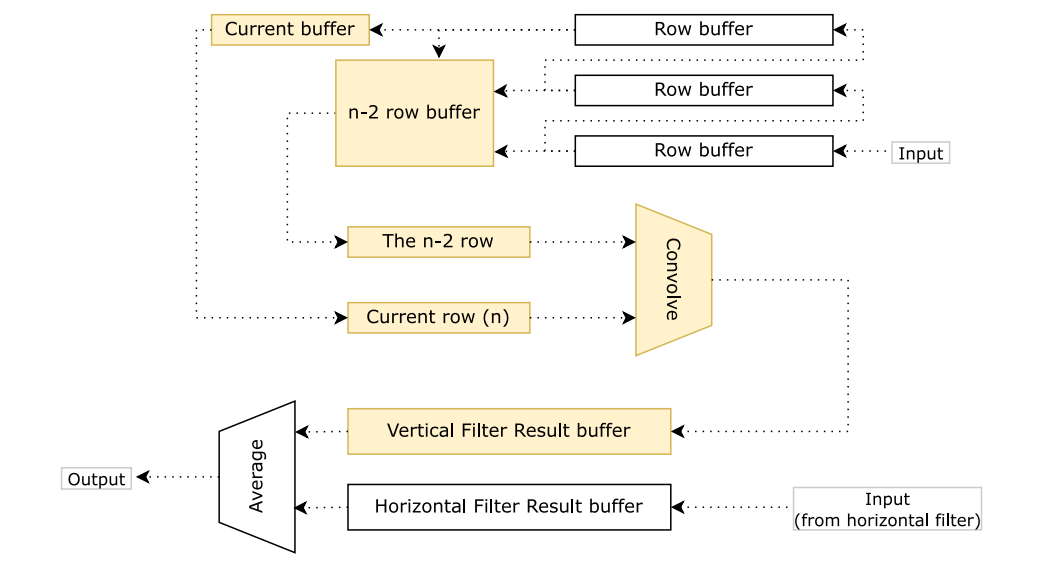 Current buffer
Row buffer
n-2 row buffer
Row buffer
Row buffer
Input
The n-2 row
Convolve
Current row (n)
Vertical Filter Result buffer
Average
Output
Horizontal Filter Result buffer
Input
(from horizontal filter)